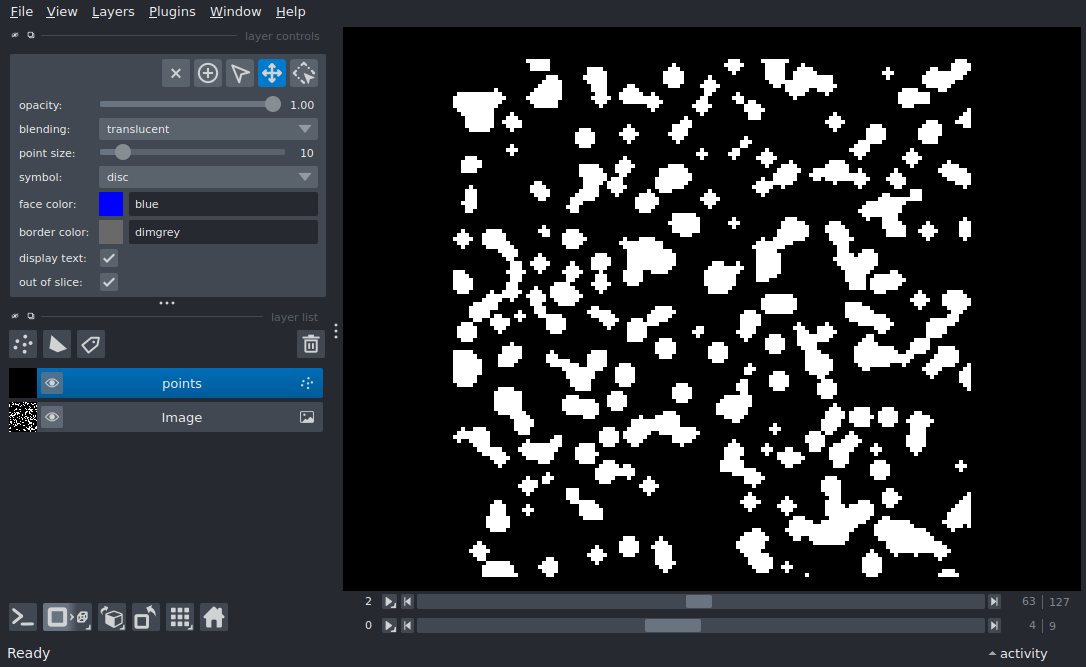 File View Layers Plugins Window Help
layer controls
opacity: 1.00
blending: translucent
point size: 10
symbol: disc
face color: blue
border color: dimgrey
display text:
out of slice:
layer list
points
Image
2 63 127
0 4 9
Ready activity